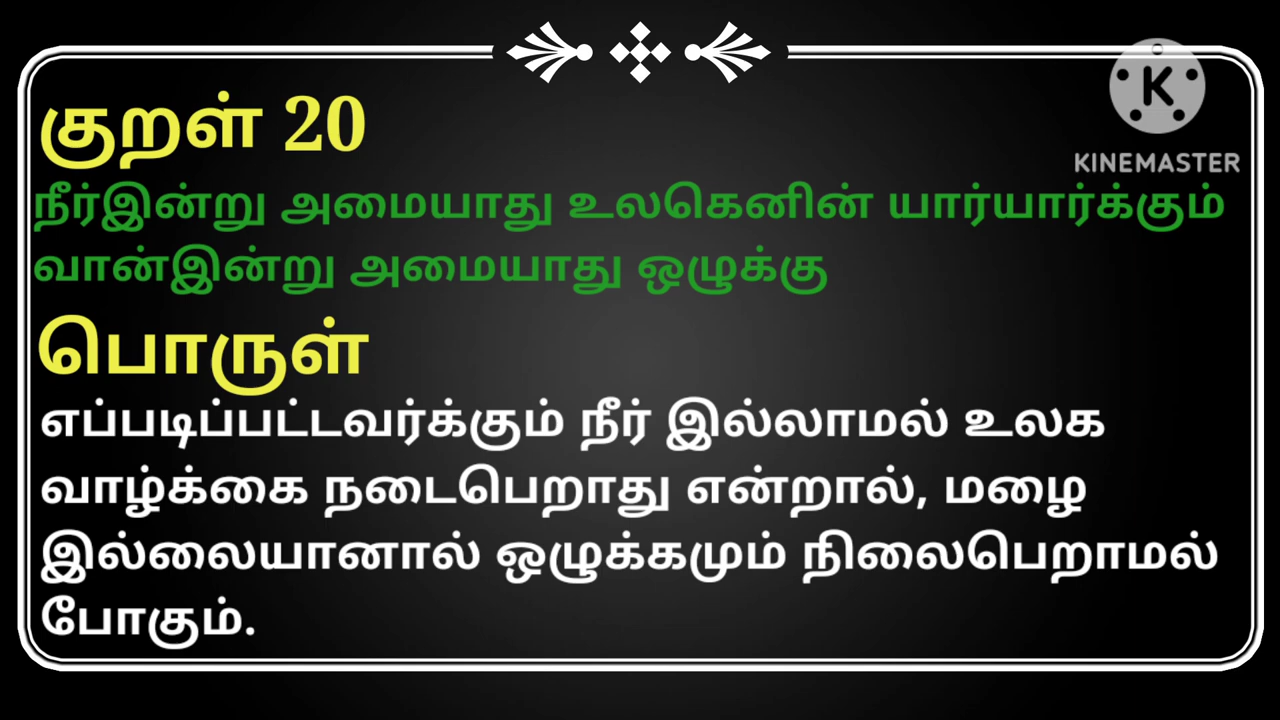 குறள் 20
KINEMASTER
நீர்இன்று அமையாது உலகெனின் யார்யார்க்கும்
வான்இன்று அமையாது ஒழுக்கு
பொருள்
எப்படிப்பட்டவர்க்கும் நீர் இல்லாமல் உலக
வாழ்க்கை நடைபெறாது என்றால், மழை
இல்லையானால் ஒழுக்கமும் நிலைபெறாமல்
போகும்.